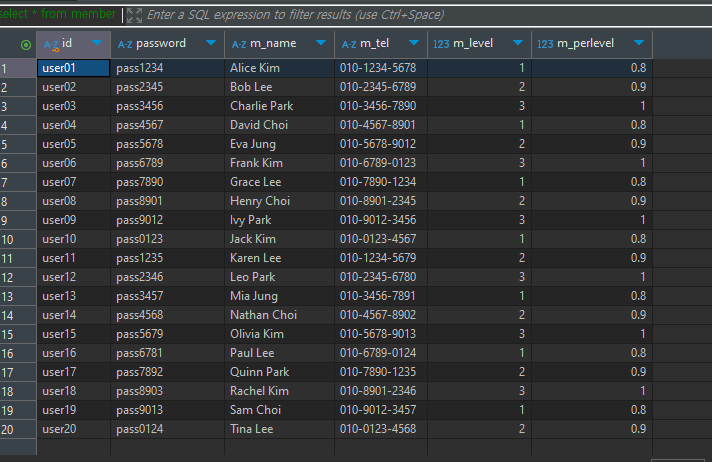 select * from member Enter a SQL expression to filter results (use Ctrl+Space)
A-Z id A-Z password A-Z m_name A-Z m_tel 123 m_level 123 m_perlevel
1 user01 pass1234 Alice Kim 010-1234-5678 1 0.8
2 user02 pass2345 Bob Lee 010-2345-6789 2 0.9
3 user03 pass3456 Charlie Park 010-3456-7890 3 1
4 user04 pass4567 David Choi 010-4567-8901 1 0.8
5 user05 pass5678 Eva Jung 010-5678-9012 2 0.9
6 user06 pass6789 Frank Kim 010-6789-0123 3 1
7 user07 pass7890 Grace Lee 010-7890-1234 1 0.8
8 user08 pass8901 Henry Choi 010-8901-2345 2 0.9
9 user09 pass9012 Ivy Park 010-9012-3456 3 1
10 user10 pass0123 Jack Kim 010-0123-4567 1 0.8
11 user11 pass1235 Karen Lee 010-1234-5679 2 0.9
12 user12 pass2346 Leo Park 010-2345-6780 3 1
13 user13 pass3457 Mia Jung 010-3456-7891 1 0.8
14 user14 pass4568 Nathan Choi 010-4567-8902 2 0.9
15 user15 pass5679 Olivia Kim 010-5678-9013 3 1
16 user16 pass6781 Paul Lee 010-6789-0124 1 0.8
17 user17 pass7892 Quinn Park 010-7890-1235 2 0.9
18 user18 pass8903 Rachel Kim 010-8901-2346 3 1
19 user19 pass9013 Sam Choi 010-9012-3457 1 0.8
20 user20 pass0124 Tina Lee 010-0123-4568 2 0.9